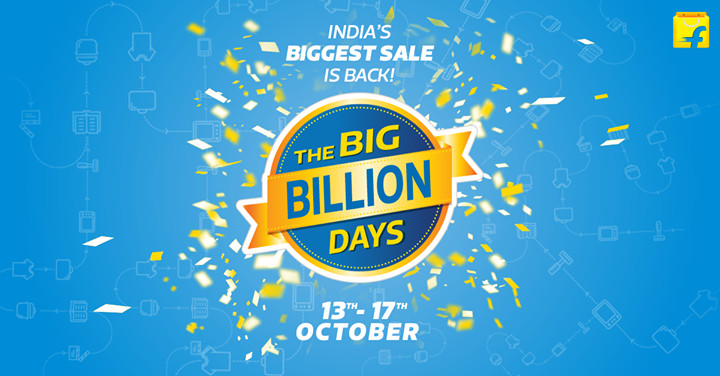 INDIA'S
BIGGEST SALE
IS BACK!
THE BIG
BILLION
DAYS
13TH - 17TH
OCTOBER